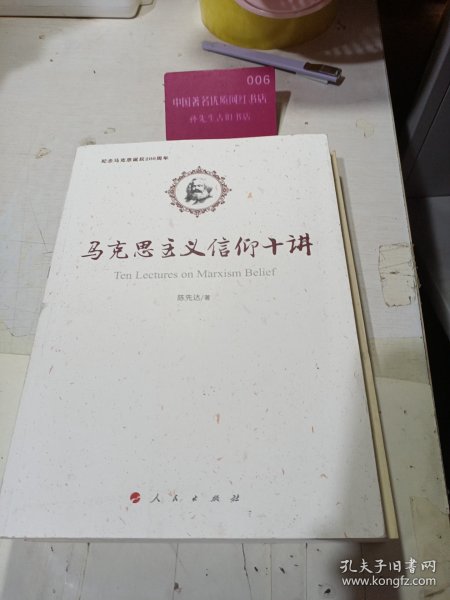 006
中国著名优质网红书店
孙先生古旧书店
纪念马克思诞辰200周年
马克思主义信仰十讲
Ten Lectures on Marxism Belief
陈先达/著
人民出版社
孔夫子旧书网
www.kongfz.com